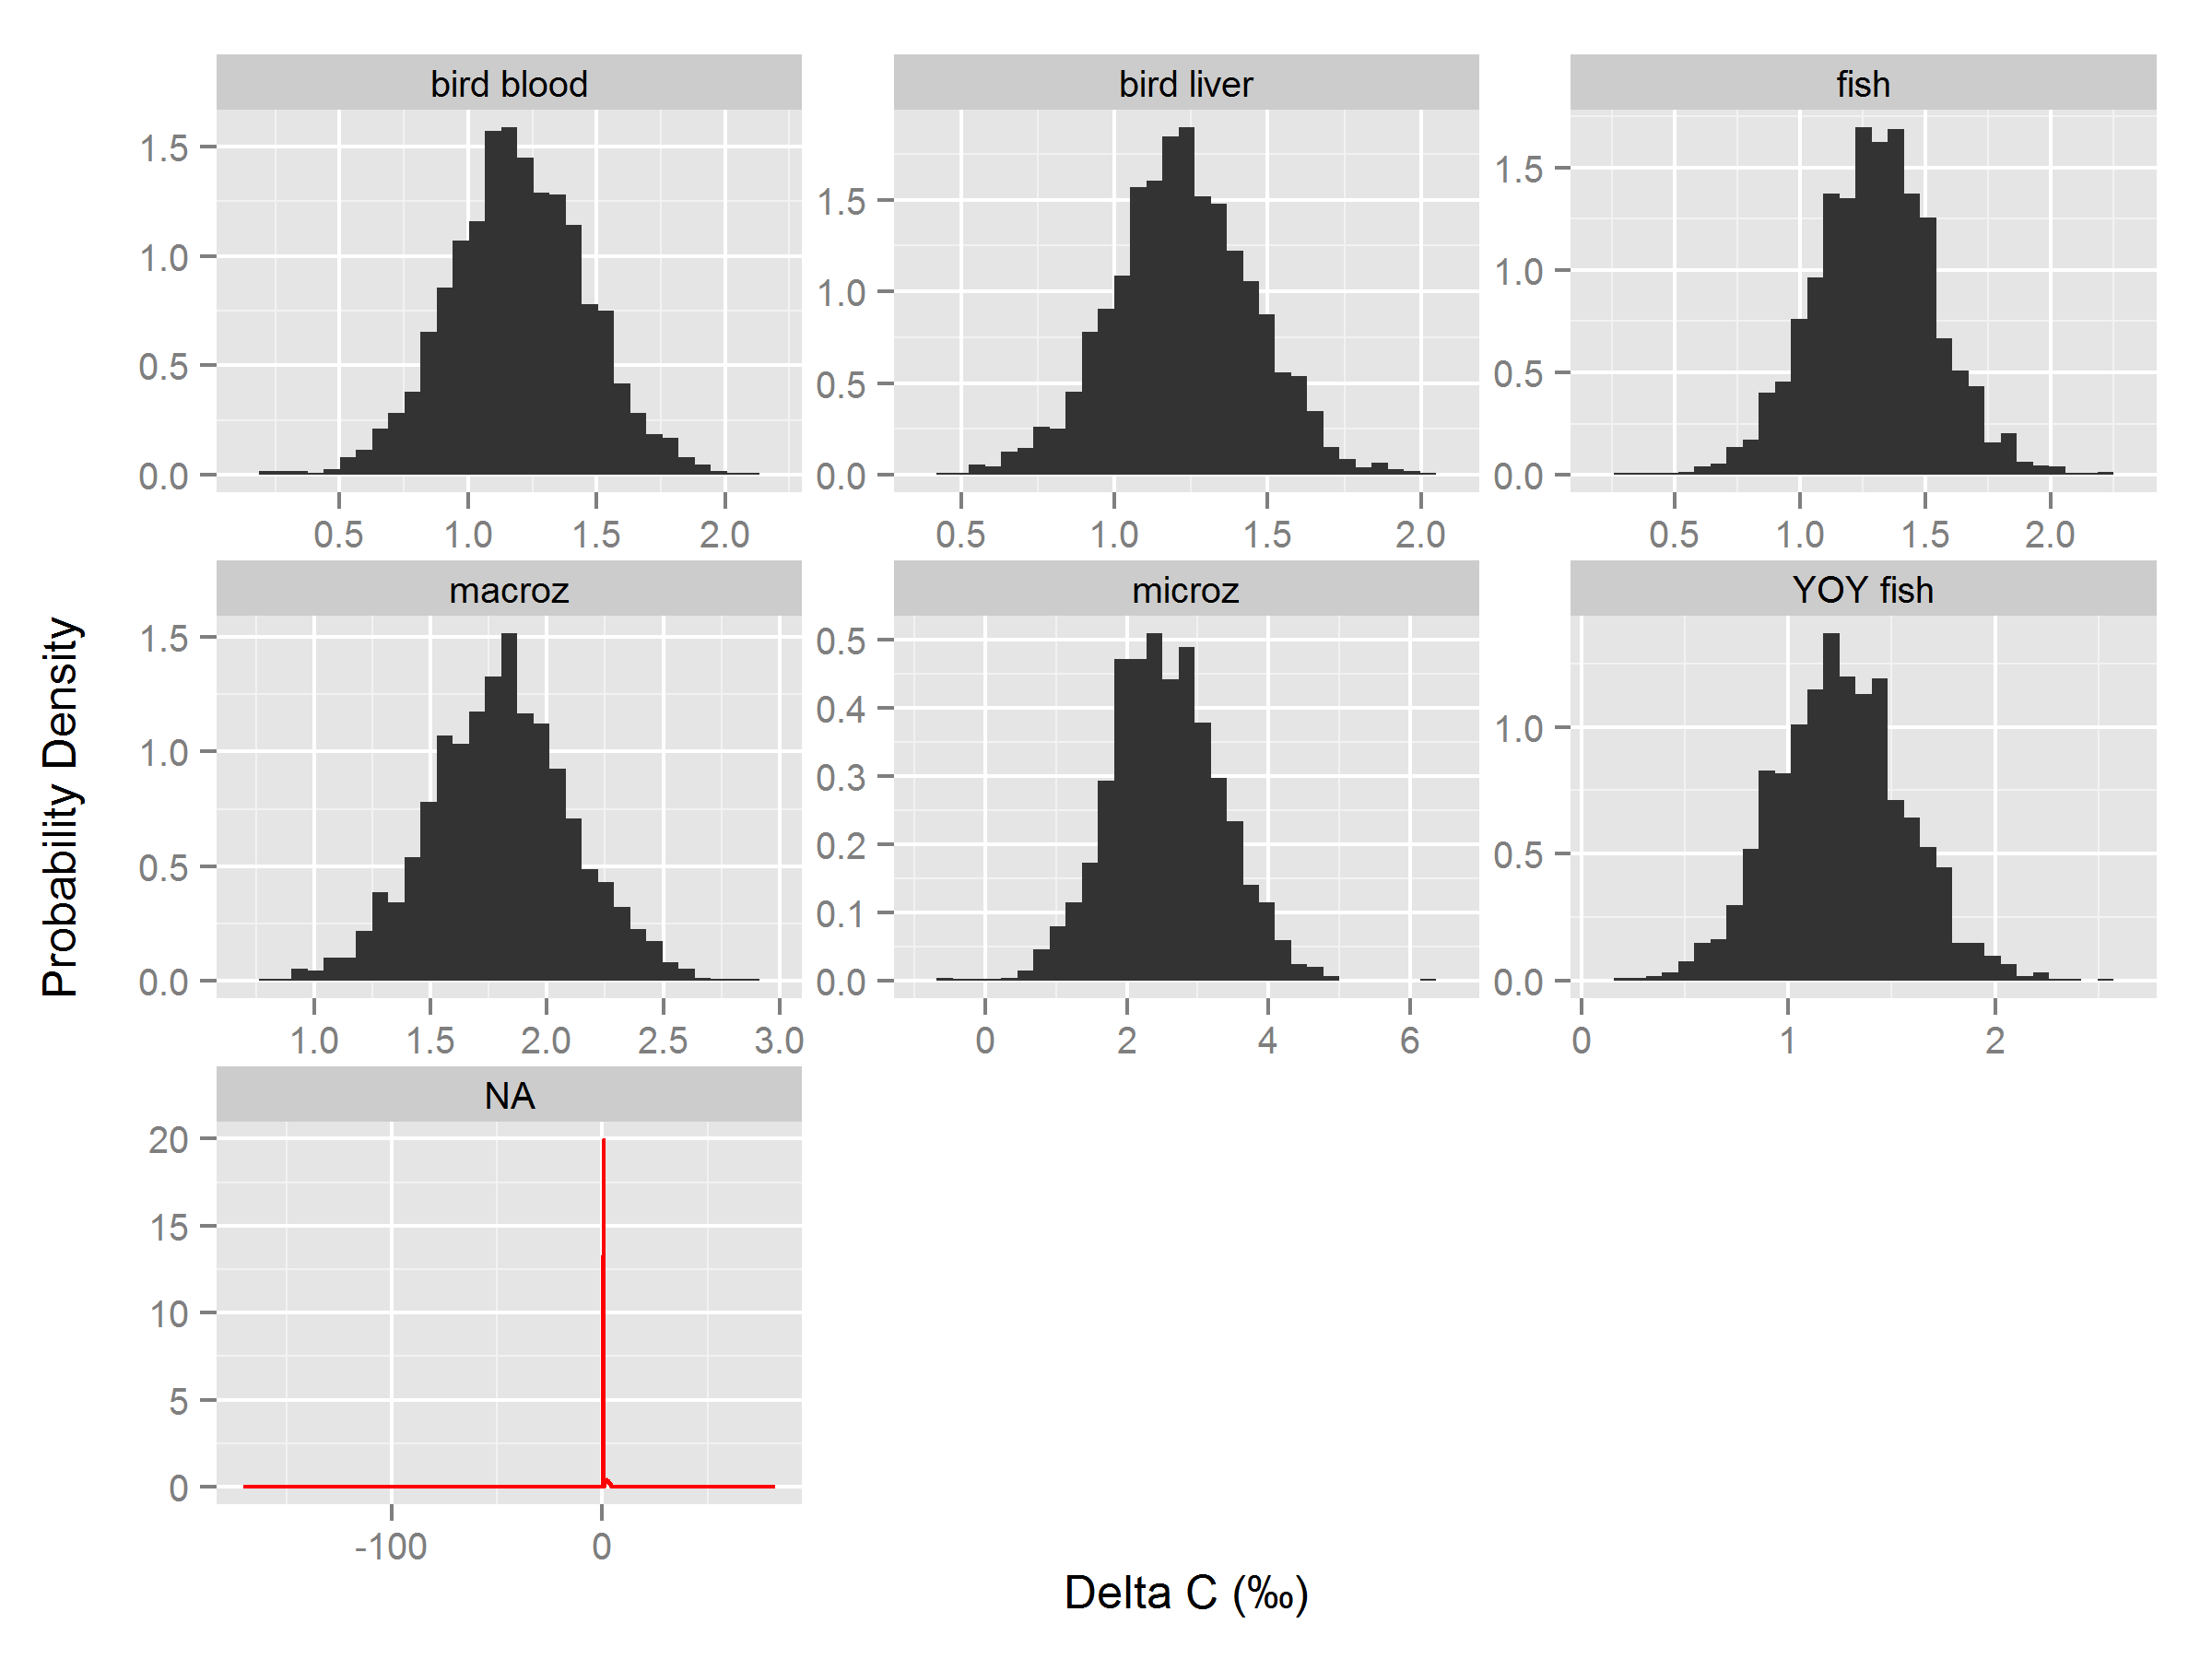 bird blood
bird liver
fish
1.5
1.0
0.5
0.0
0.5 1.0 1.5 2.0
1.5
1.0
0.5
0.0
0.5 1.0 1.5 2.0
1.5
1.0
0.5
0.0
0.5 1.0 1.5 2.0
macroz
microz
YOY fish
1.5
1.0
0.5
0.0
1.0 1.5 2.0 2.5 3.0
0.5
0.4
0.3
0.2
0.1
0.0
0 2 4 6
1.0
0.5
0.0
0 1 2
NA
20
15
10
5
0
-100 0
Probability Density
Delta C (‰)